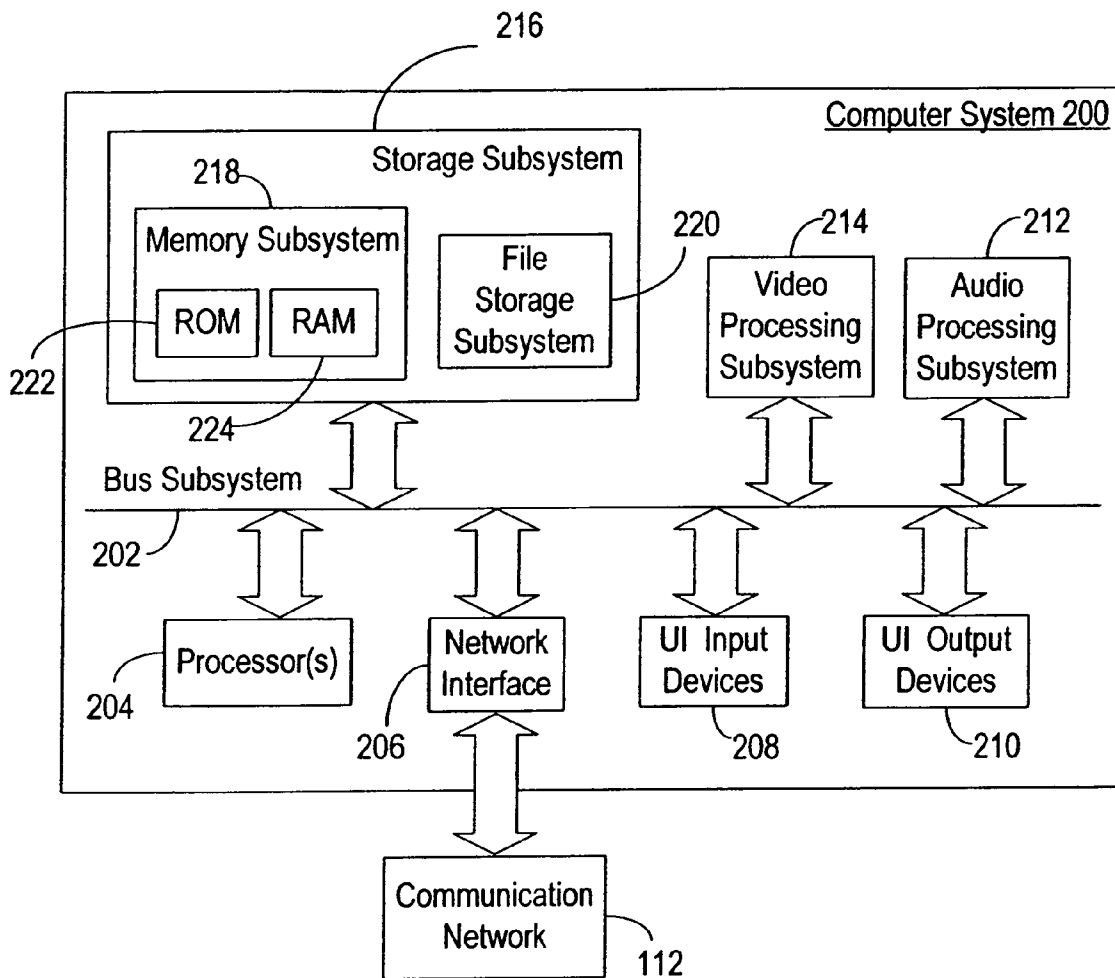 216
Computer System 200
Storage Subsystem
218
Memory Subsystem
220
214
212
File
Storage
Subsystem
Video
Processing
Subsystem
Audio
Processing
Subsystem
ROM
RAM
222
224
Bus Subsystem
202
Processor(s)
204
Network
Interface
206
UI Input
Devices
208
UI Output
Devices
210
Communication
Network
112